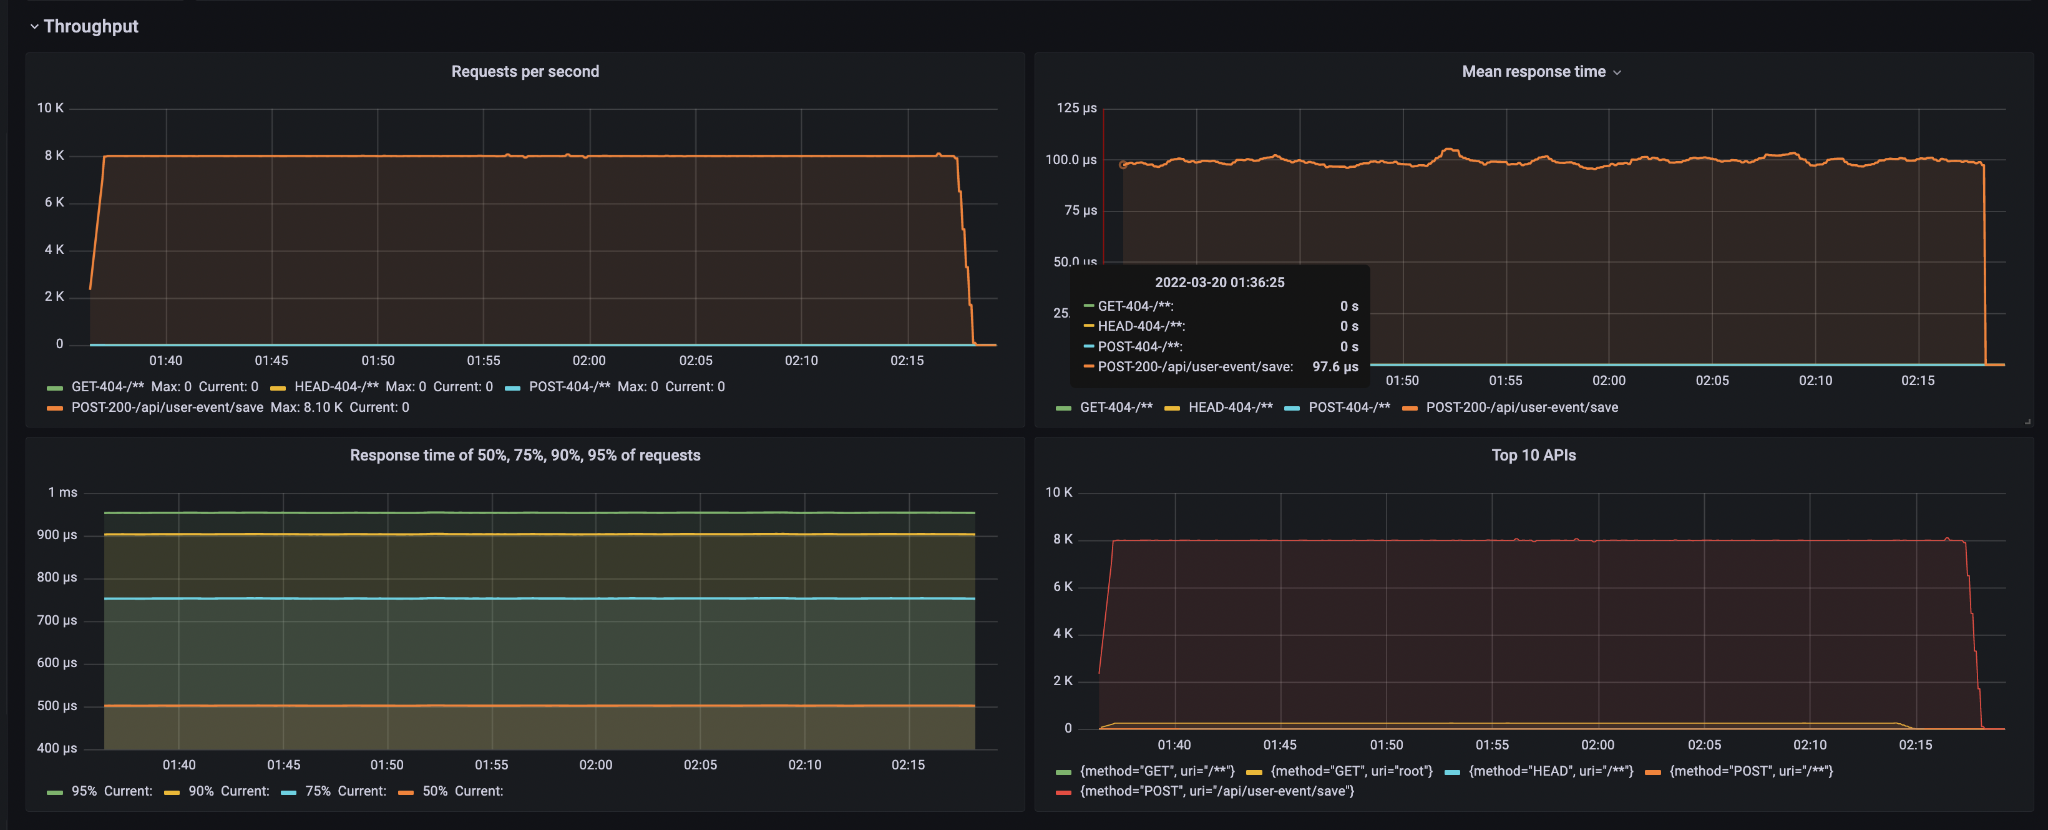 Throughput
Requests per second
10 K
8 K
6 K
4 K
2 K
0
01:40 01:45 01:50 01:55 02:00 02:05 02:10 02:15
GET-404-/** Max: 0 Current: 0 HEAD-404-/** Max: 0 Current: 0 POST-404-/** Max: 0 Current: 0
POST-200-/api/user-event/save Max: 8.10 K Current: 0
Mean response time
125 µs
100.0 µs
75 µs
50.0 µs
25.
2022-03-20 01:36:25
GET-404-/**: 0 s
HEAD-404-/**: 0 s
POST-404-/**: 0 s
POST-200-/api/user-event/save: 97.6 µs
01:50 01:55 02:00 02:05 02:10 02:15
GET-404-/** HEAD-404-/** POST-404-/** POST-200-/api/user-event/save
Response time of 50%, 75%, 90%, 95% of requests
1 ms
900 µs
800 µs
700 µs
600 µs
500 µs
400 µs
01:40 01:45 01:50 01:55 02:00 02:05 02:10 02:15
95% Current: 90% Current: 75% Current: 50% Current:
Top 10 APIs
10 K
8 K
6 K
4 K
2 K
0
01:40 01:45 01:50 01:55 02:00 02:05 02:10 02:15
{method="GET", uri="/**"} {method="GET", uri="root"} {method="HEAD", uri="/**"} {method="POST", uri="/**"}
{method="POST", uri="/api/user-event/save"}